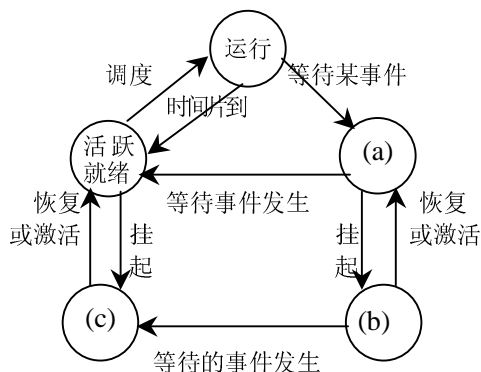 运行
调度
等待某事件
时间片到
活跃
就绪
(a)
恢复
或激活
等待事件发生
恢复
或激活
挂
起
挂
起
(c)
(b)
等待的事件发生